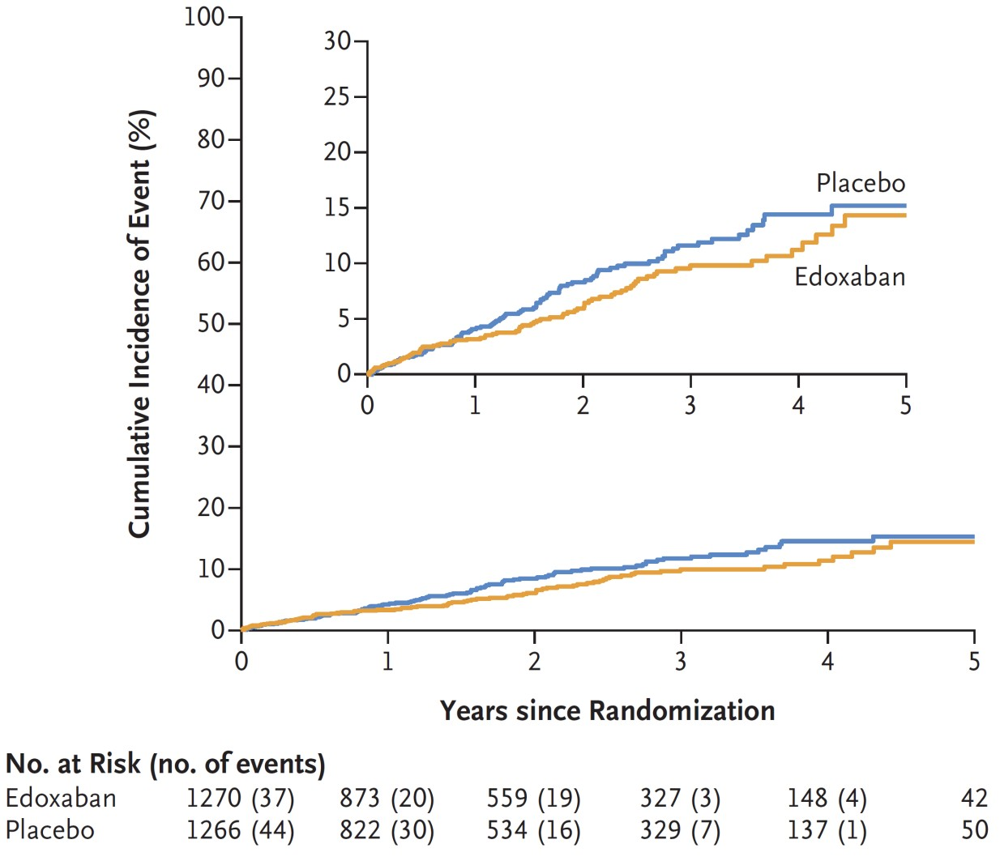 Cumulative Incidence of Event (%)
100
90
80
70
60
50
40
30
20
10
0
30
25
20
15
10
5
0
Placebo
Edoxaban
0 1 2 3 4 5
0 1 2 3 4 5
Years since Randomization
No. at Risk (no. of events)
Edoxaban 1270 (37) 873 (20) 559 (19) 327 (3) 148 (4) 42
Placebo 1266 (44) 822 (30) 534 (16) 329 (7) 137 (1) 50